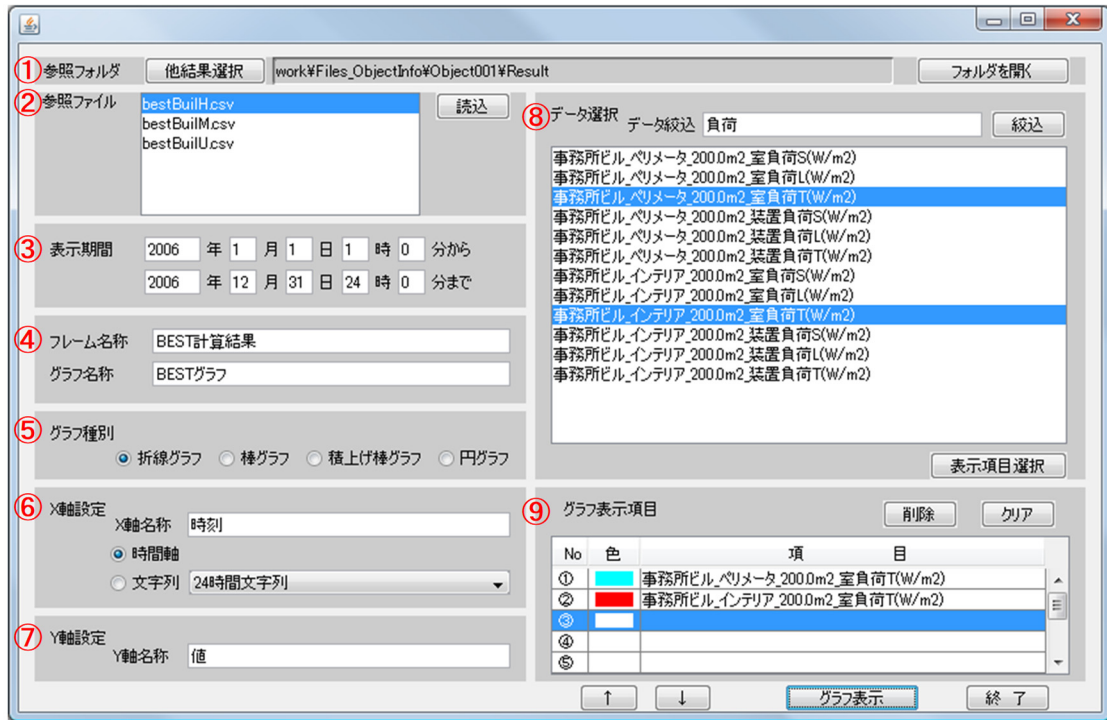 ① 参照フォルダ 他結果選択 work¥Files_ObjectInfo¥Object001¥Result フォルダを開く
② 参照ファイル 読込
bestBuilH.csv
bestBuilM.csv
bestBuilU.csv
③ 表示期間 2006 年 1 月 1 日 1 時 0 分から
2006 年 12 月 31 日 24 時 0 分まで
④ フレーム名称 BEST計算結果
グラフ名称 BESTグラフ
⑤ グラフ種別
折線グラフ 棒グラフ 積上げ棒グラフ 円グラフ
⑥ X軸設定
X軸名称 時刻
時間軸
文字列 24時間文字列
⑦ Y軸設定
Y軸名称 値
⑧ データ選択 データ絞込 負荷 絞込
事務所ビル_ペリメータ_200.0m2_室負荷S(W/m2)
事務所ビル_ペリメータ_200.0m2_室負荷L(W/m2)
事務所ビル_ペリメータ_200.0m2_室負荷T(W/m2)
事務所ビル_ペリメータ_200.0m2_装置負荷S(W/m2)
事務所ビル_ペリメータ_200.0m2_装置負荷L(W/m2)
事務所ビル_ペリメータ_200.0m2_装置負荷T(W/m2)
事務所ビル_インテリア_200.0m2_室負荷S(W/m2)
事務所ビル_インテリア_200.0m2_室負荷L(W/m2)
事務所ビル_インテリア_200.0m2_室負荷T(W/m2)
事務所ビル_インテリア_200.0m2_装置負荷S(W/m2)
事務所ビル_インテリア_200.0m2_装置負荷L(W/m2)
事務所ビル_インテリア_200.0m2_装置負荷T(W/m2)
表示項目選択
⑨ グラフ表示項目 削除 クリア
No 色 項 目
① 事務所ビル_ペリメータ_200.0m2_室負荷T(W/m2)
② 事務所ビル_インテリア_200.0m2_室負荷T(W/m2)
③
④
⑤
↑ ↓ グラフ表示 終 了